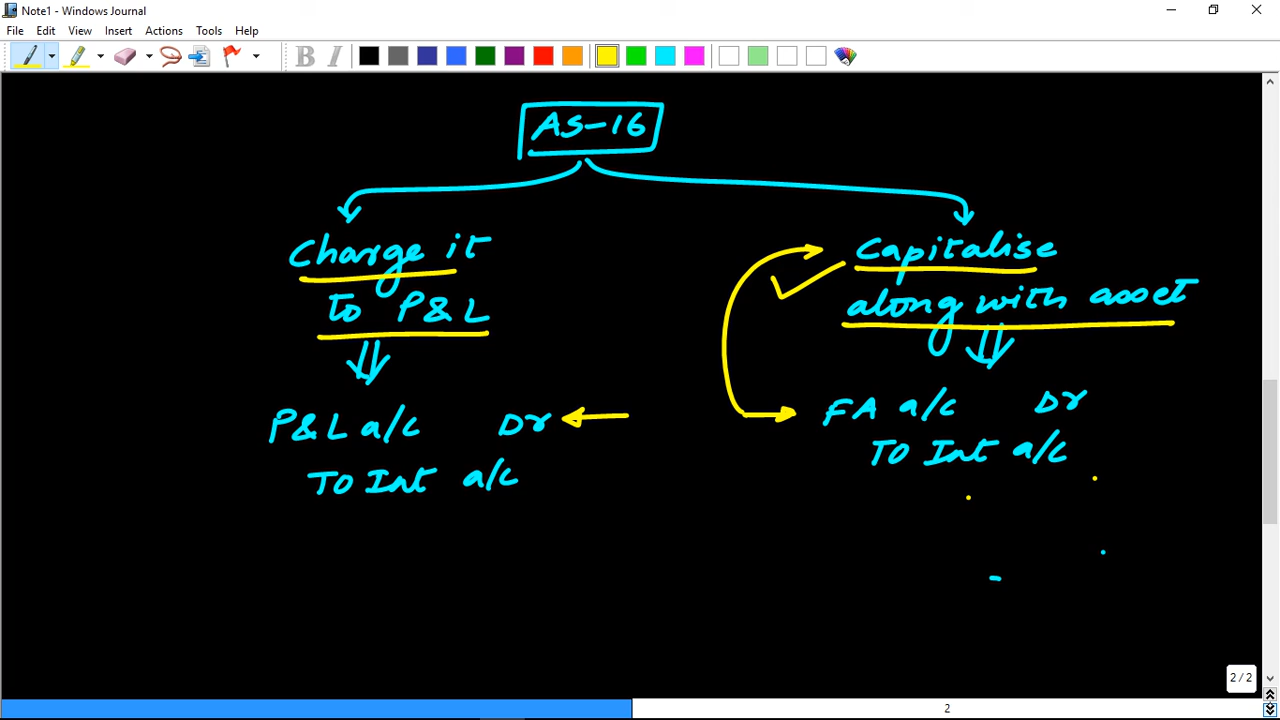 Note1 - Windows Journal
File Edit View Insert Actions Tools Help
B I
AS-16
Charge it
to P&L
Capitalise
along with asset
P&L a/c Dr
To Int a/c
FA a/c Dr
To Int a/c
2 / 2
2